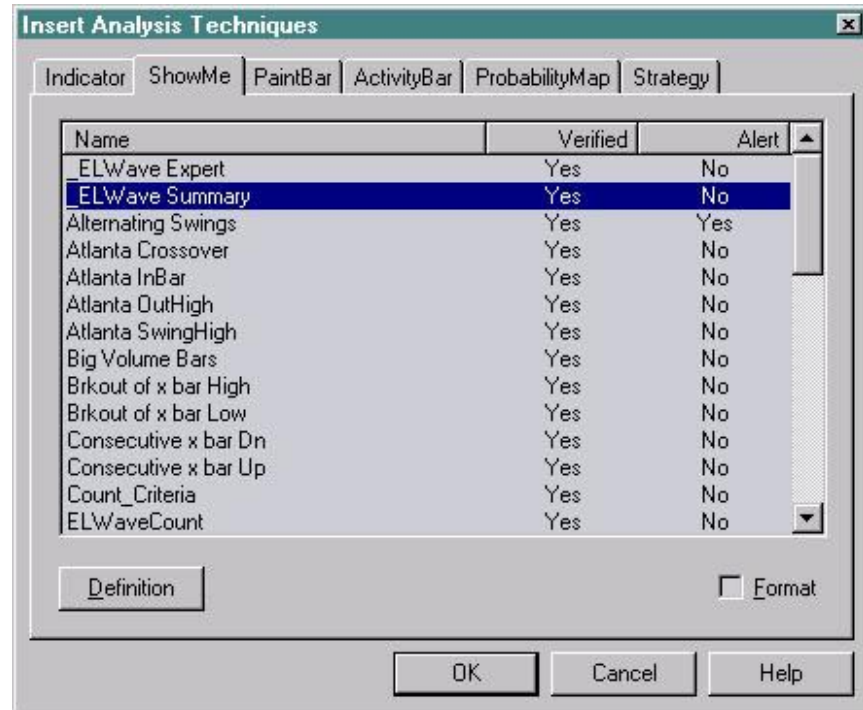 Insert Analysis Techniques
Indicator ShowMe PaintBar ActivityBar ProbabilityMap Strategy
Name Verified Alert
_ELWave Expert Yes No
_ELWave Summary Yes No
Alternating Swings Yes Yes
Atlanta Crossover Yes No
Atlanta InBar Yes No
Atlanta OutHigh Yes No
Atlanta SwingHigh Yes No
Big Volume Bars Yes No
Brkout of x bar High Yes No
Brkout of x bar Low Yes No
Consecutive x bar Dn Yes No
Consecutive x bar Up Yes No
Count_Criteria Yes No
ELWaveCount Yes No
Definition Format
OK Cancel Help